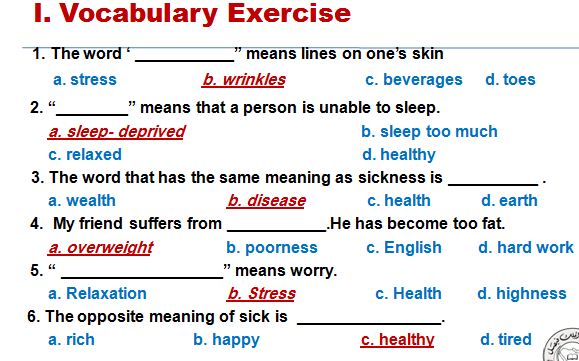 I. Vocabulary Exercise
1. The word ‘ ____________” means lines on one’s skin
a. stress b. wrinkles c. beverages d. toes
2. “_________” means that a person is unable to sleep.
a. sleep- deprived b. sleep too much
c. relaxed d. healthy
3. The word that has the same meaning as sickness is ___________ .
a. wealth b. disease c. health d. earth
4. My friend suffers from ____________.He has become too fat.
a. overweight b. poorness c. English d. hard work
5. “ ____________________” means worry.
a. Relaxation b. Stress c. Health d. highness
6. The opposite meaning of sick is __________________.
a. rich b. happy c. healthy d. tired